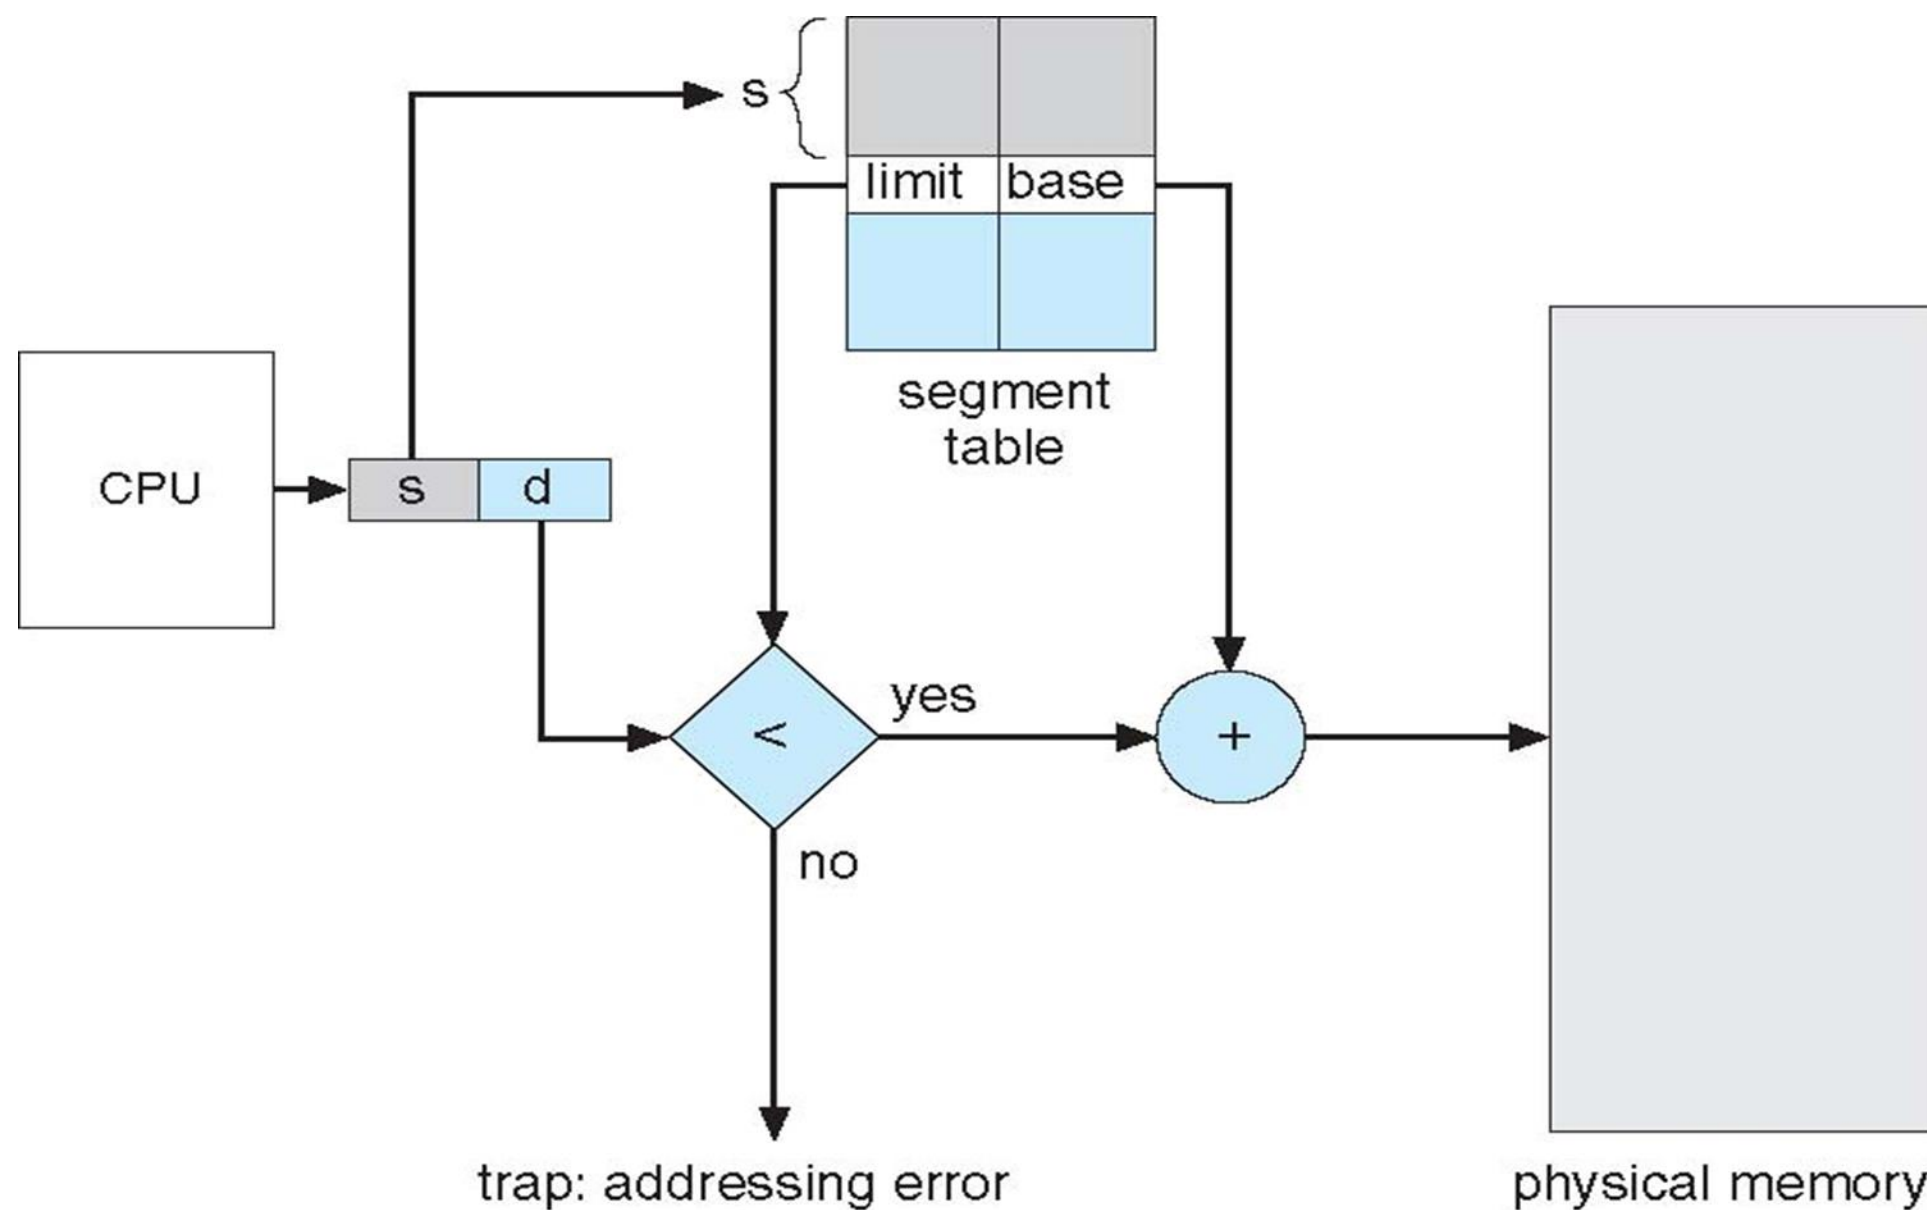 s
limit base
segment
table
CPU
s d
<
yes
+
no
trap: addressing error
physical memory